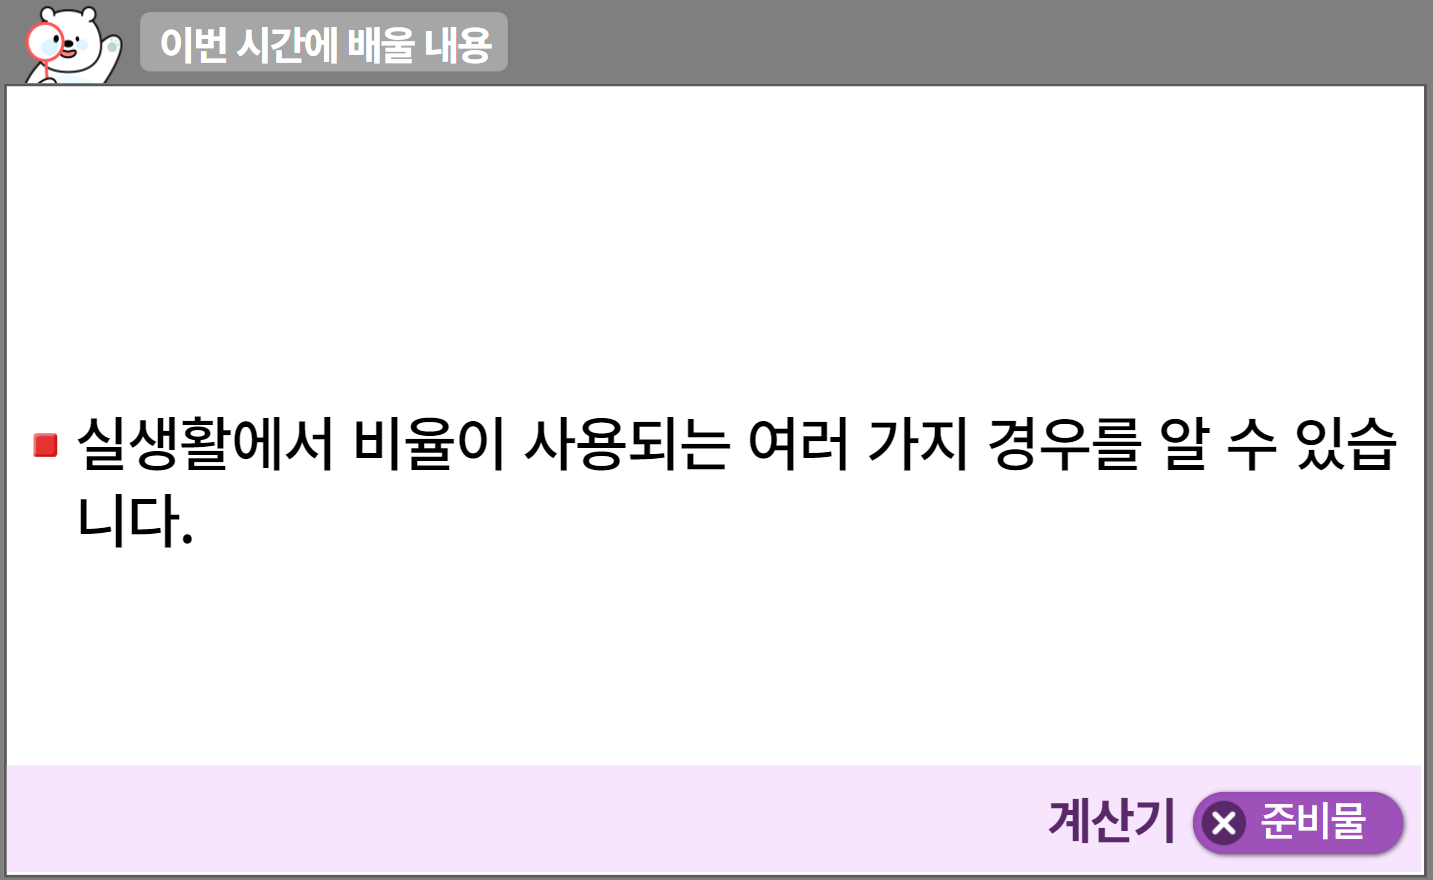 이번 시간에 배울 내용
실생활에서 비율이 사용되는 여러 가지 경우를 알 수 있습
니다.
계산기 준비물